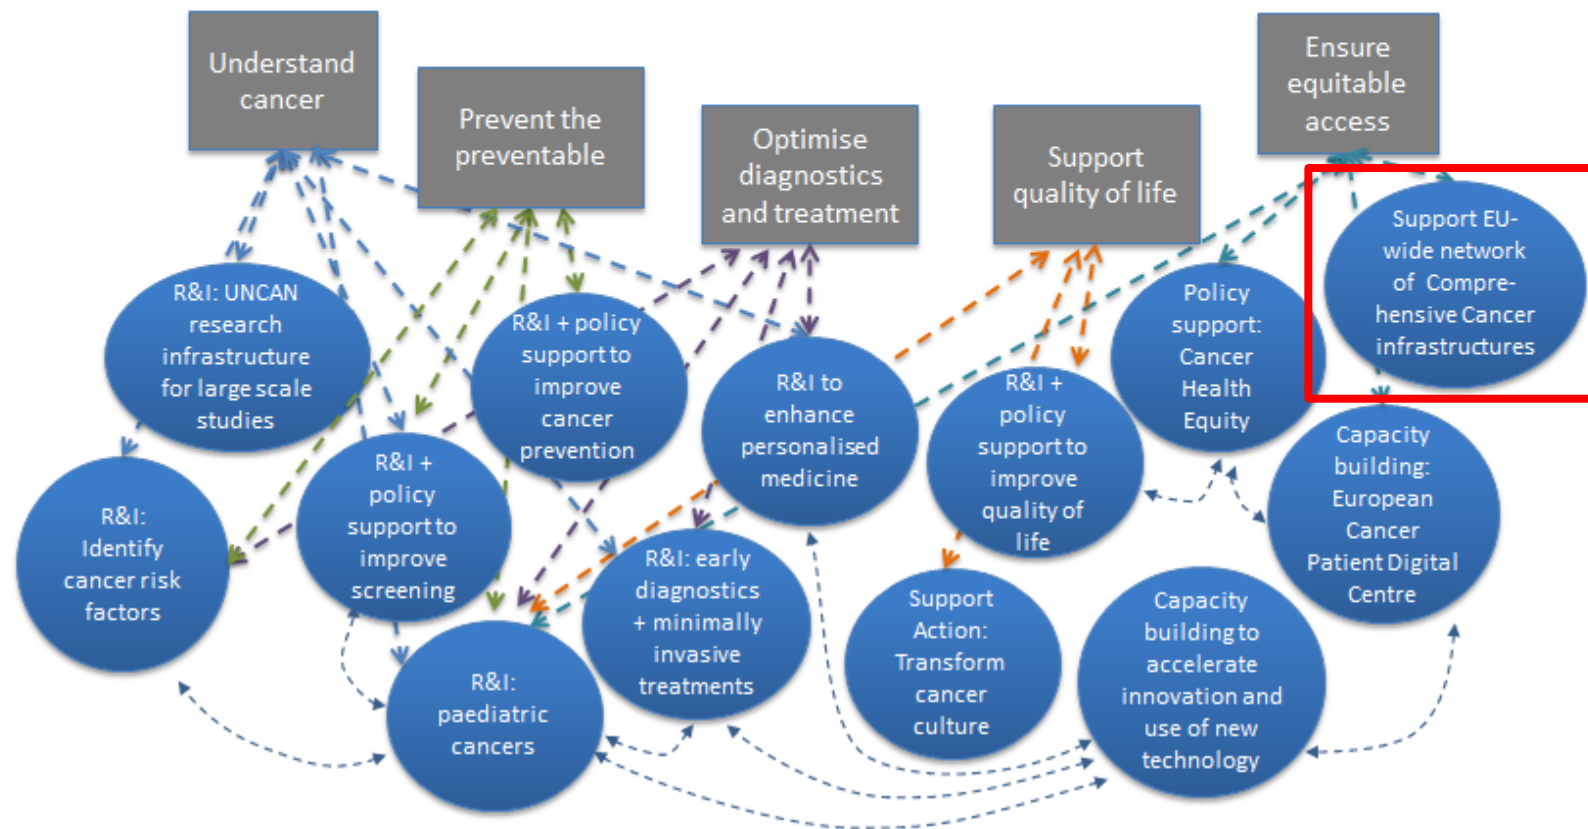 Understand
cancer
Prevent the
preventable
Optimise
diagnostics
and treatment
Support
quality of life
Ensure
equitable
access
R&I: UNCAN
research
infrastructure
for large scale
studies
R&I + policy
support to
improve
cancer
prevention
R&I to
enhance
personalised
medicine
R&I +
policy
support to
improve
quality of
life
Policy
support:
Cancer
Health
Equity
Support EU-
wide network
of Compre-
hensive Cancer
infrastructures
R&I:
Identify
cancer risk
factors
R&I +
policy
support to
improve
screening
R&I:
paediatric
cancers
R&I: early
diagnostics
+ minimally
invasive
treatments
Support
Action:
Transform
cancer
culture
Capacity
building to
accelerate
innovation and
use of new
technology
Capacity
building:
European
Cancer
Patient Digital
Centre